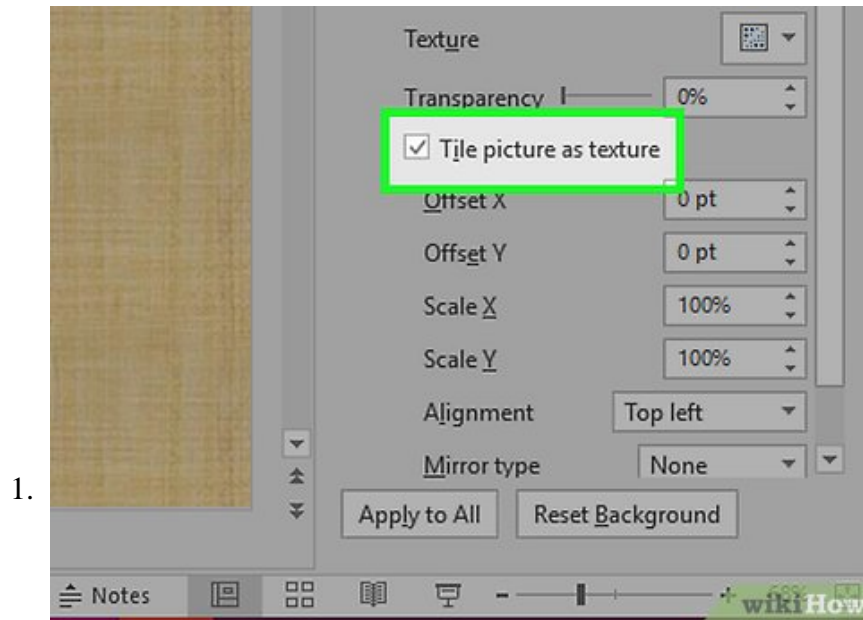 Texture
Transparency 0%
Tile picture as texture
Offset X 0 pt
Offset Y 0 pt
Scale X 100%
Scale Y 100%
Alignment Top left
Mirror type None
1.
Apply to All Reset Background
Notes 68%
wikiHow